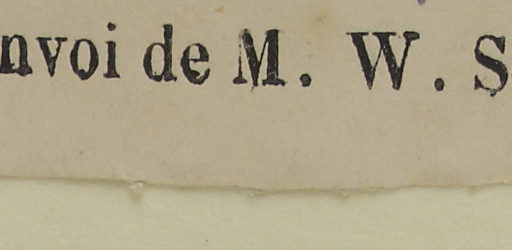 nvoi de M. W. S